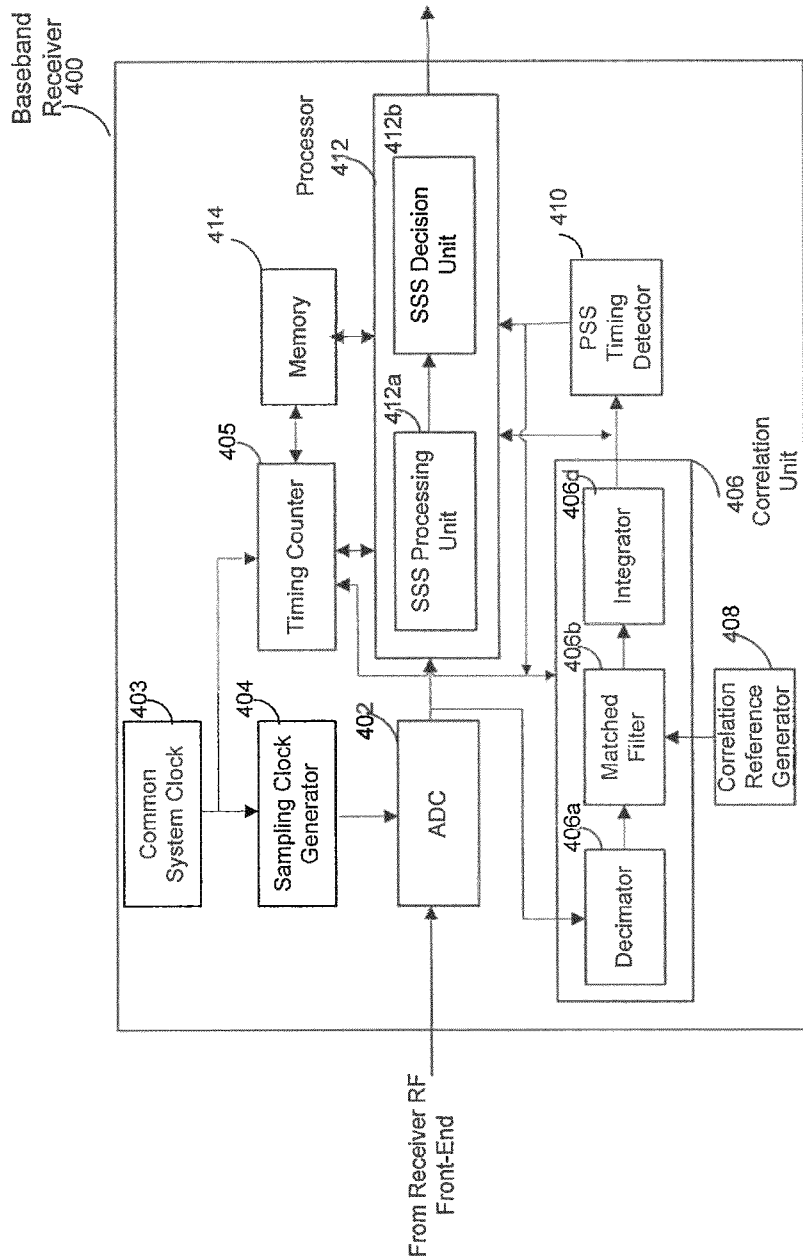 Baseband
Receiver
400
Common
System Clock
403
Sampling Clock
Generator
404
Timing Counter
405
Memory
414
Processor
412
SSS Processing
Unit
412a
SSS Decision
Unit
412b
ADC
402
From Receiver RF
Front-End
Decimator
406a
Matched
Filter
406b
Integrator
406d
406
Correlation
Unit
Correlation
Reference
Generator
408
PSS
Timing
Detector
410